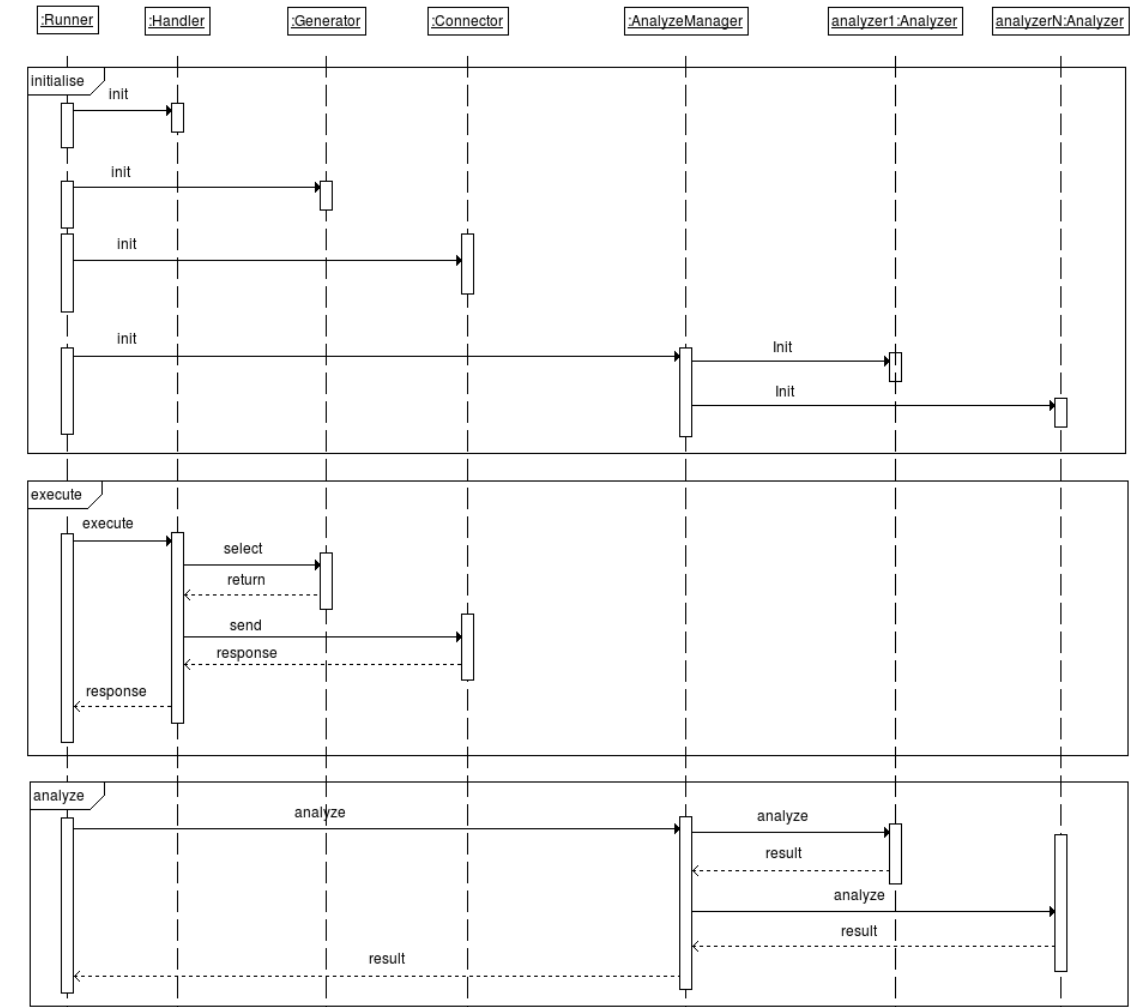 :Runner
:Handler
:Generator
:Connector
:AnalyzeManager
analyzer1:Analyzer
analyzerN:Analyzer
initialise
init
init
init
init
Init
Init
execute
execute
select
return
send
response
response
analyze
analyze
analyze
result
analyze
result
result